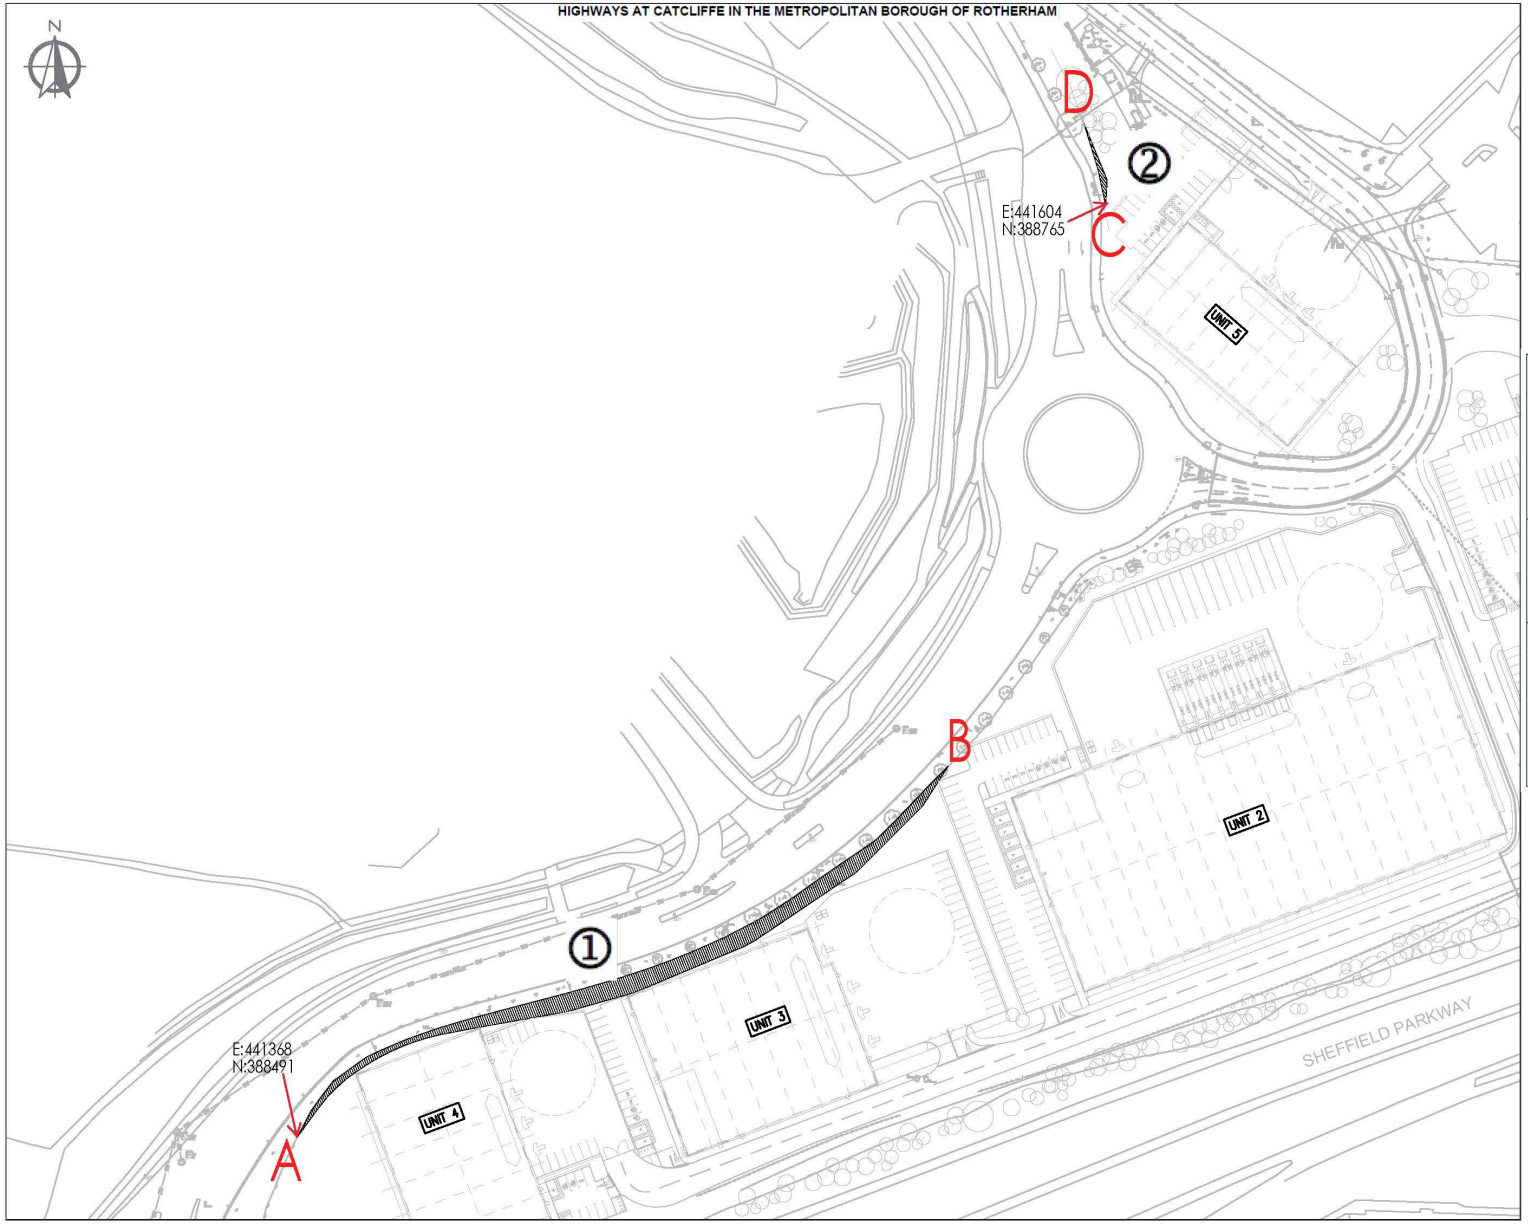 HIGHWAYS AT CATCLIFFE IN THE METROPOLITAN BOROUGH OF ROTHERHAM
N
D
②
E:441604
N:388765
C
UNIT 5
B
UNIT 2
①
UNIT 3
SHEFFIELD PARKWAY
E:441368
N:388491
UNIT 4
A